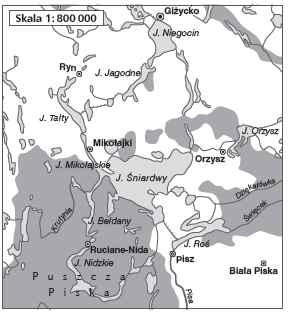 Skala 1:800 000
Giżycko
J. Niegocin
Ryn
J. Jagodne
J. Tałty
J. Orzysz
Mikołajki
Orzysz
J. Mikołajskie
J. Śniardwy
Święcek
Krutynia
J. Bełdany
J. Roś
Ruciane-Nida
Pisz
J. Nidzkie
Biała Piska
Puszcza
Piska
Pisa